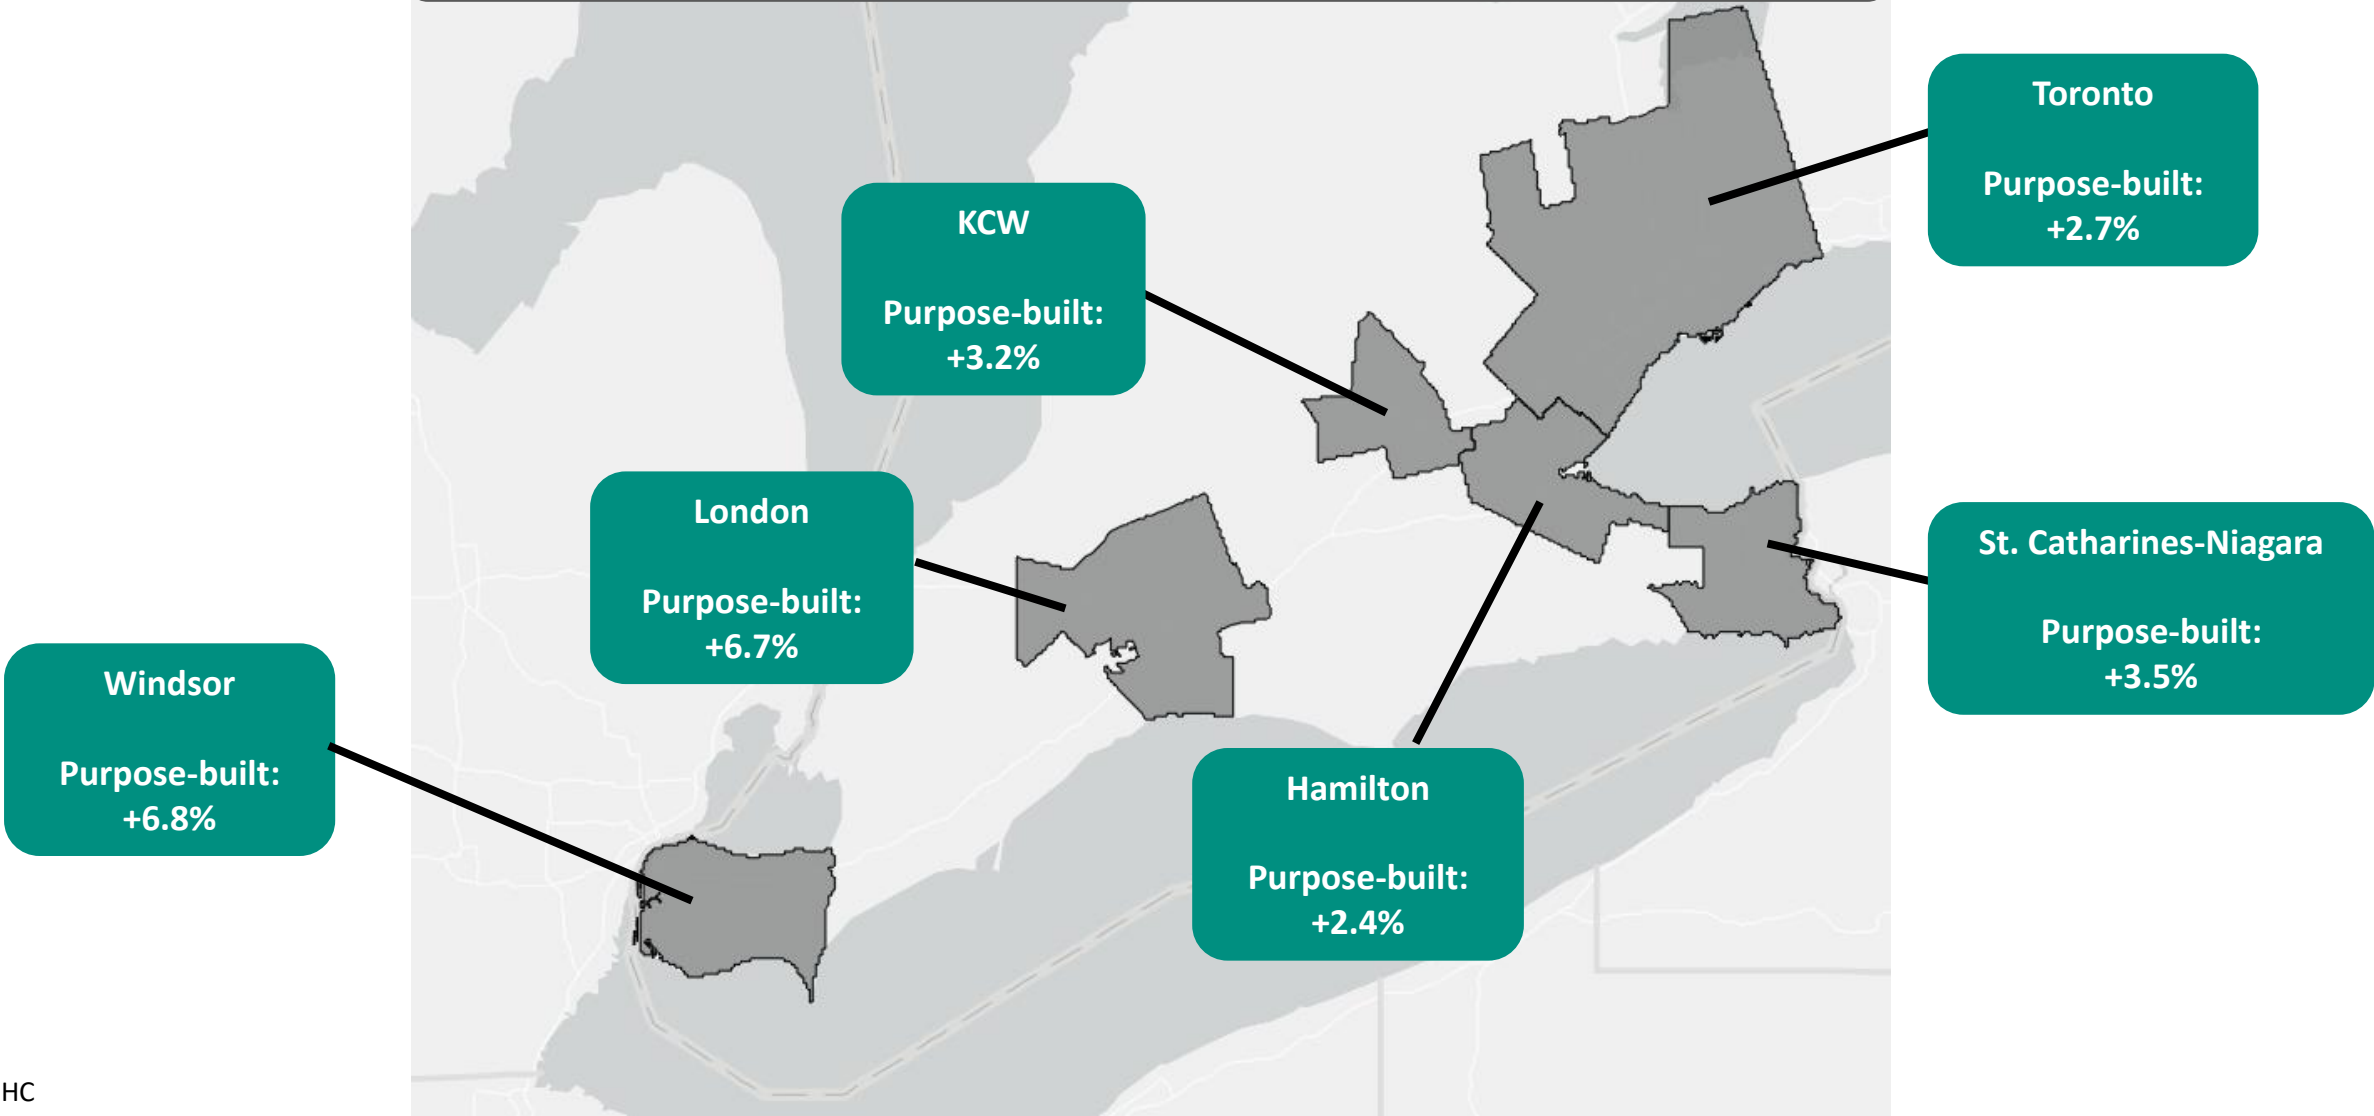 Toronto
Purpose-built:
+2.7%
KCW
Purpose-built:
+3.2%
London
Purpose-built:
+6.7%
St. Catharines-Niagara
Purpose-built:
+3.5%
Windsor
Purpose-built:
+6.8%
Hamilton
Purpose-built:
+2.4%
HC